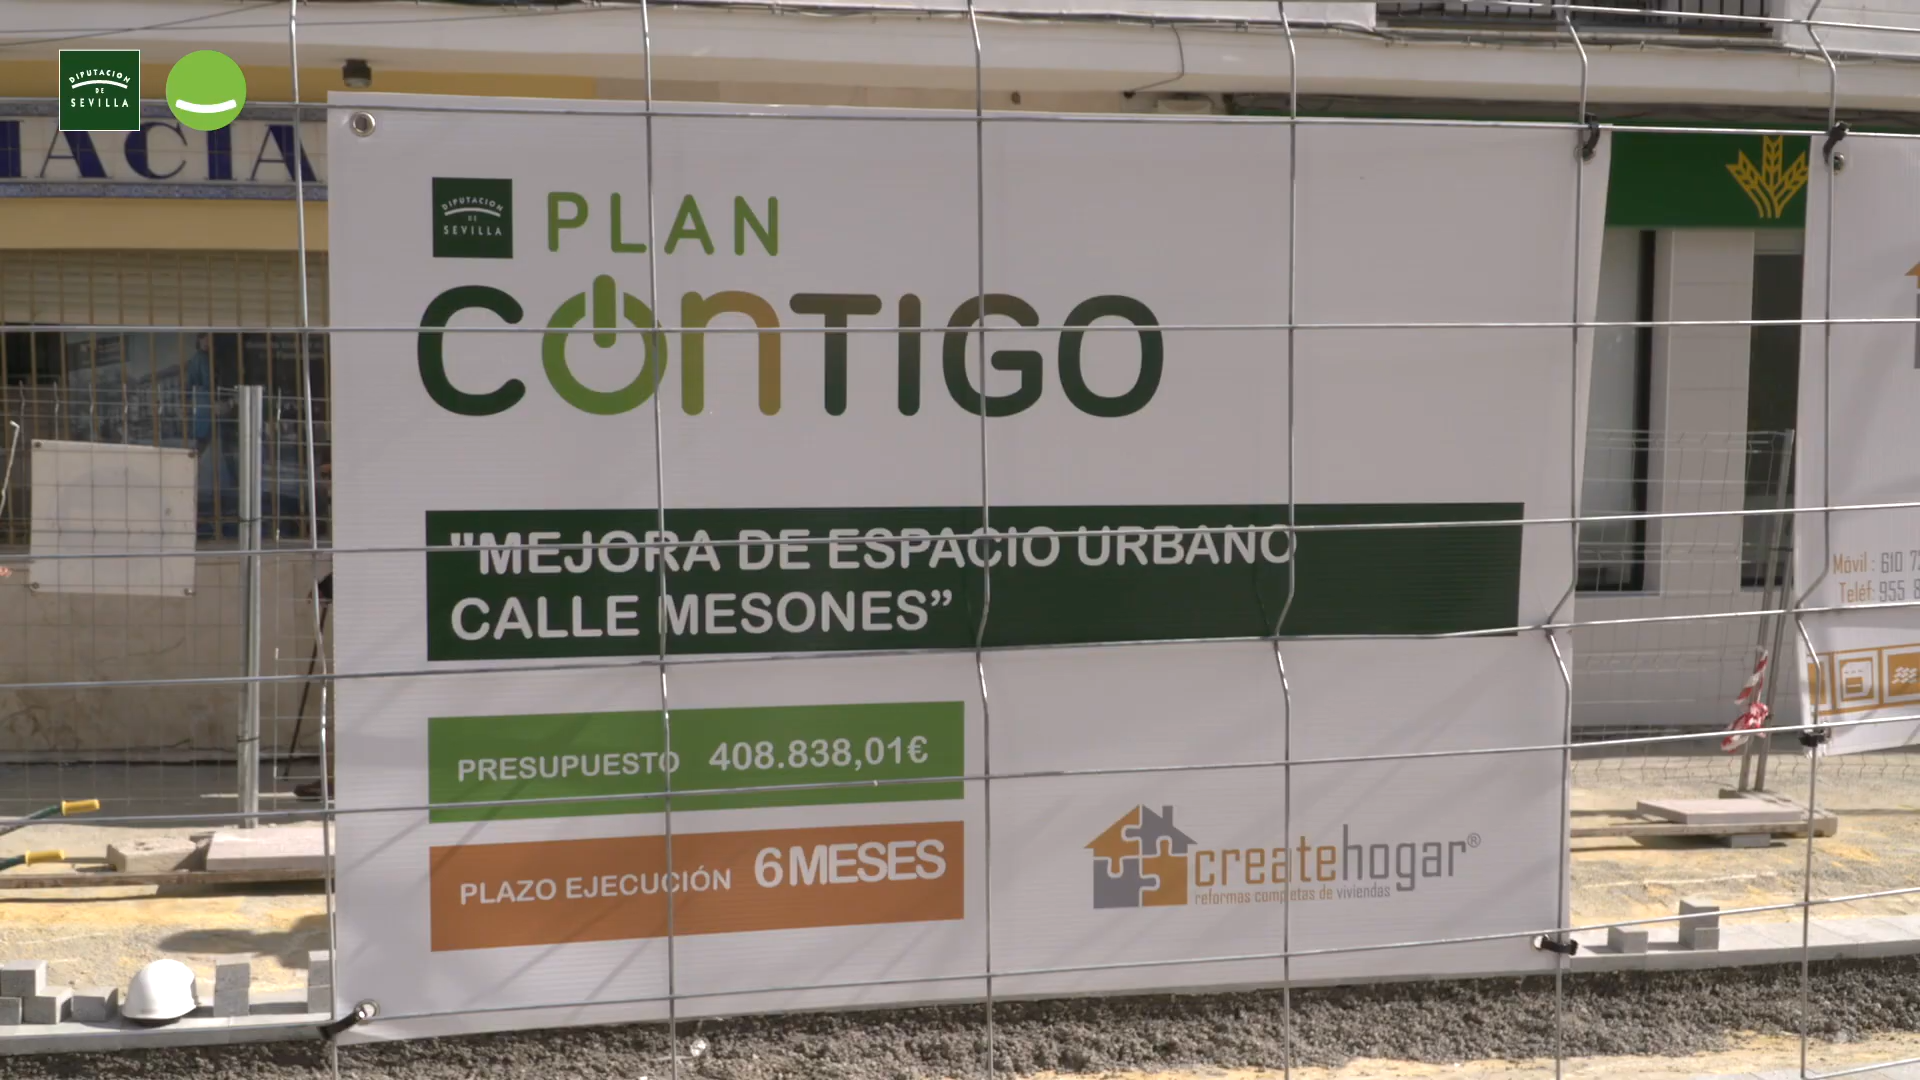 DIPUTACION
DE
SEVILLA
ACIA
DIPUTACION
DE
SEVILLA
PLAN
CONTIGO
"MEJORA DE ESPACIO URBANO
CALLE MESONES”
PRESUPUESTO 408.838,01€
PLAZO EJECUCIÓN 6 MESES
createhogar®
reformas completas de viviendas
Móvil : 610 7
Teléf: 955 8